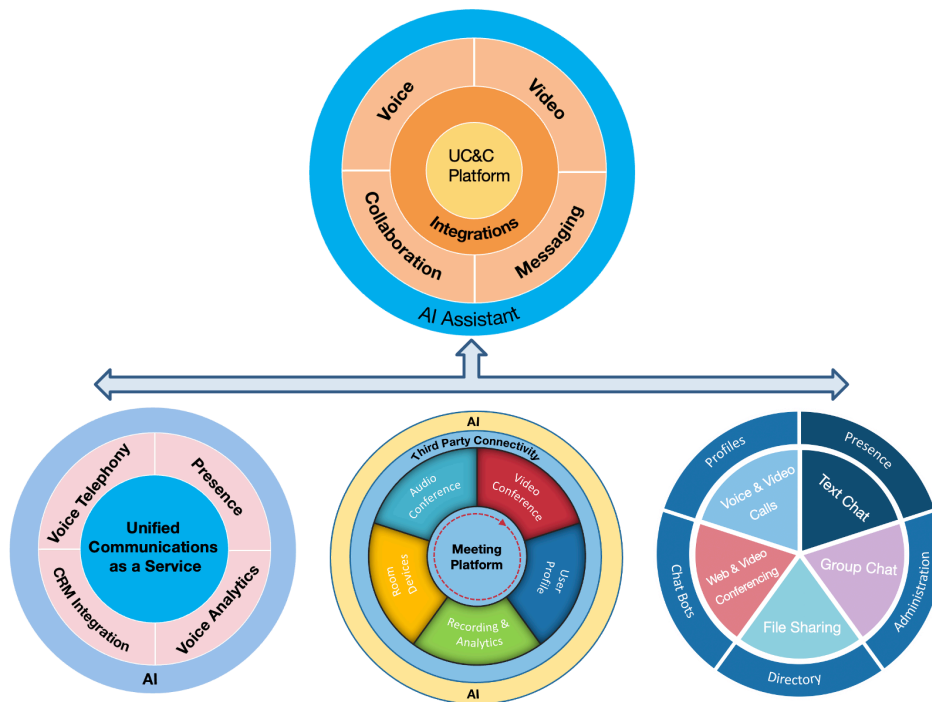 Voice
Video
UC&C
Platform
Integrations
Collaboration
Messaging
AI Assistant
AI
Voice Telephony
Presence
Unified
Communications
as a Service
CRM Integration
Voice Analytics
AI
AI
Third Party Connectivity
Audio
Conference
Video
Conference
Meeting
Platform
Room
Devices
User
Profile
Recording &
Analytics
AI
Profiles
Presence
Voice & Video
Calls
Text Chat
Web & Video
Conferencing
Group Chat
File Sharing
Chat Bots
Administration
Directory